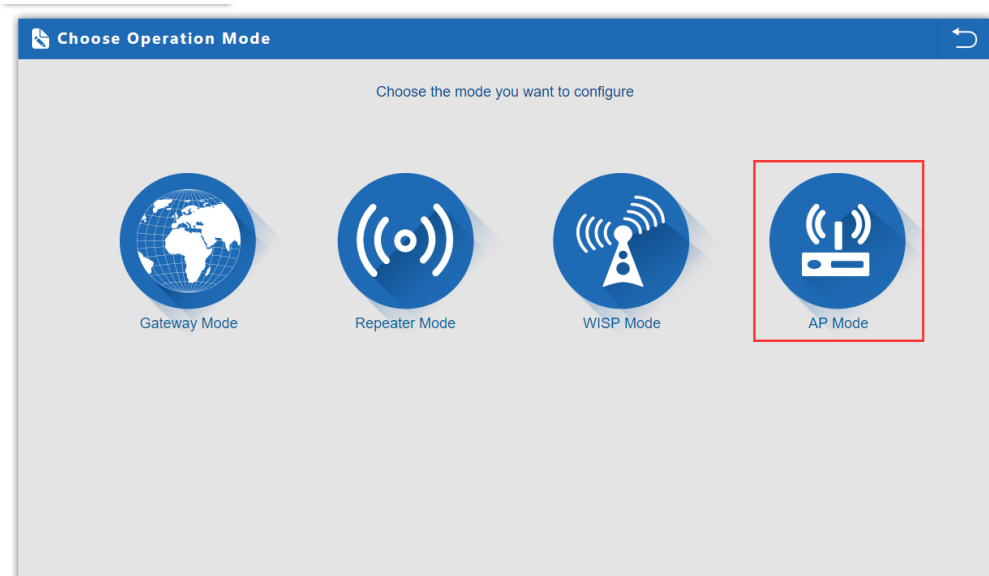 Choose Operation Mode
Choose the mode you want to configure
Gateway Mode
Repeater Mode
WISP Mode
AP Mode